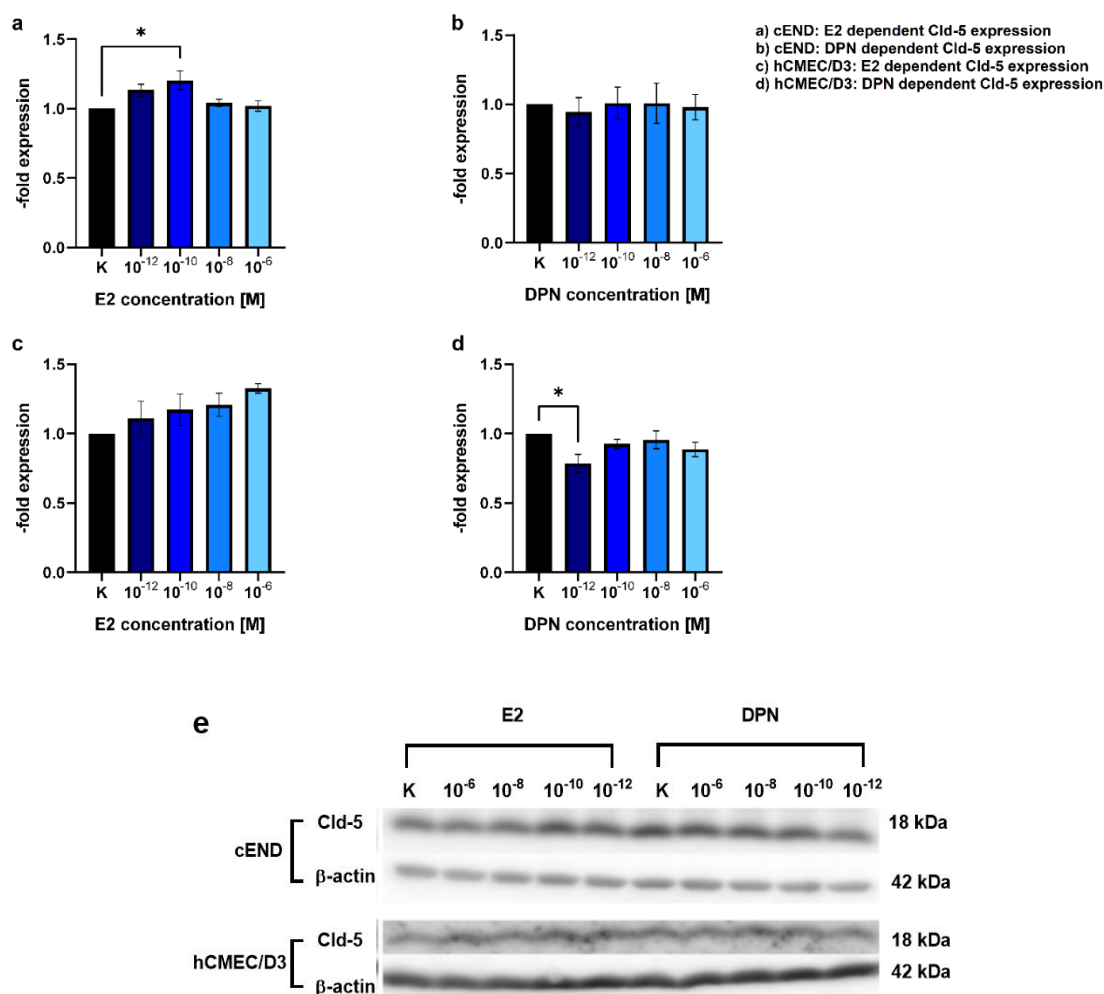 a
*
1.5
1.0
0.5
0.0
-fold expression
K 10⁻¹² 10⁻¹⁰ 10⁻⁸ 10⁻⁶
E2 concentration [M]
b
1.5
1.0
0.5
0.0
-fold expression
K 10⁻¹² 10⁻¹⁰ 10⁻⁸ 10⁻⁶
DPN concentration [M]
a) cEND: E2 dependent Cld-5 expression
b) cEND: DPN dependent Cld-5 expression
c) hCMEC/D3: E2 dependent Cld-5 expression
d) hCMEC/D3: DPN dependent Cld-5 expression
c
1.5
1.0
0.5
0.0
-fold expression
K 10⁻¹² 10⁻¹⁰ 10⁻⁸ 10⁻⁶
E2 concentration [M]
d
*
1.5
1.0
0.5
0.0
-fold expression
K 10⁻¹² 10⁻¹⁰ 10⁻⁸ 10⁻⁶
DPN concentration [M]
e
E2 DPN
K 10⁻⁶ 10⁻⁸ 10⁻¹⁰ 10⁻¹² K 10⁻⁶ 10⁻⁸ 10⁻¹⁰ 10⁻¹²
cEND
Cld-5 18 kDa
β-actin 42 kDa
hCMEC/D3
Cld-5 18 kDa
β-actin 42 kDa